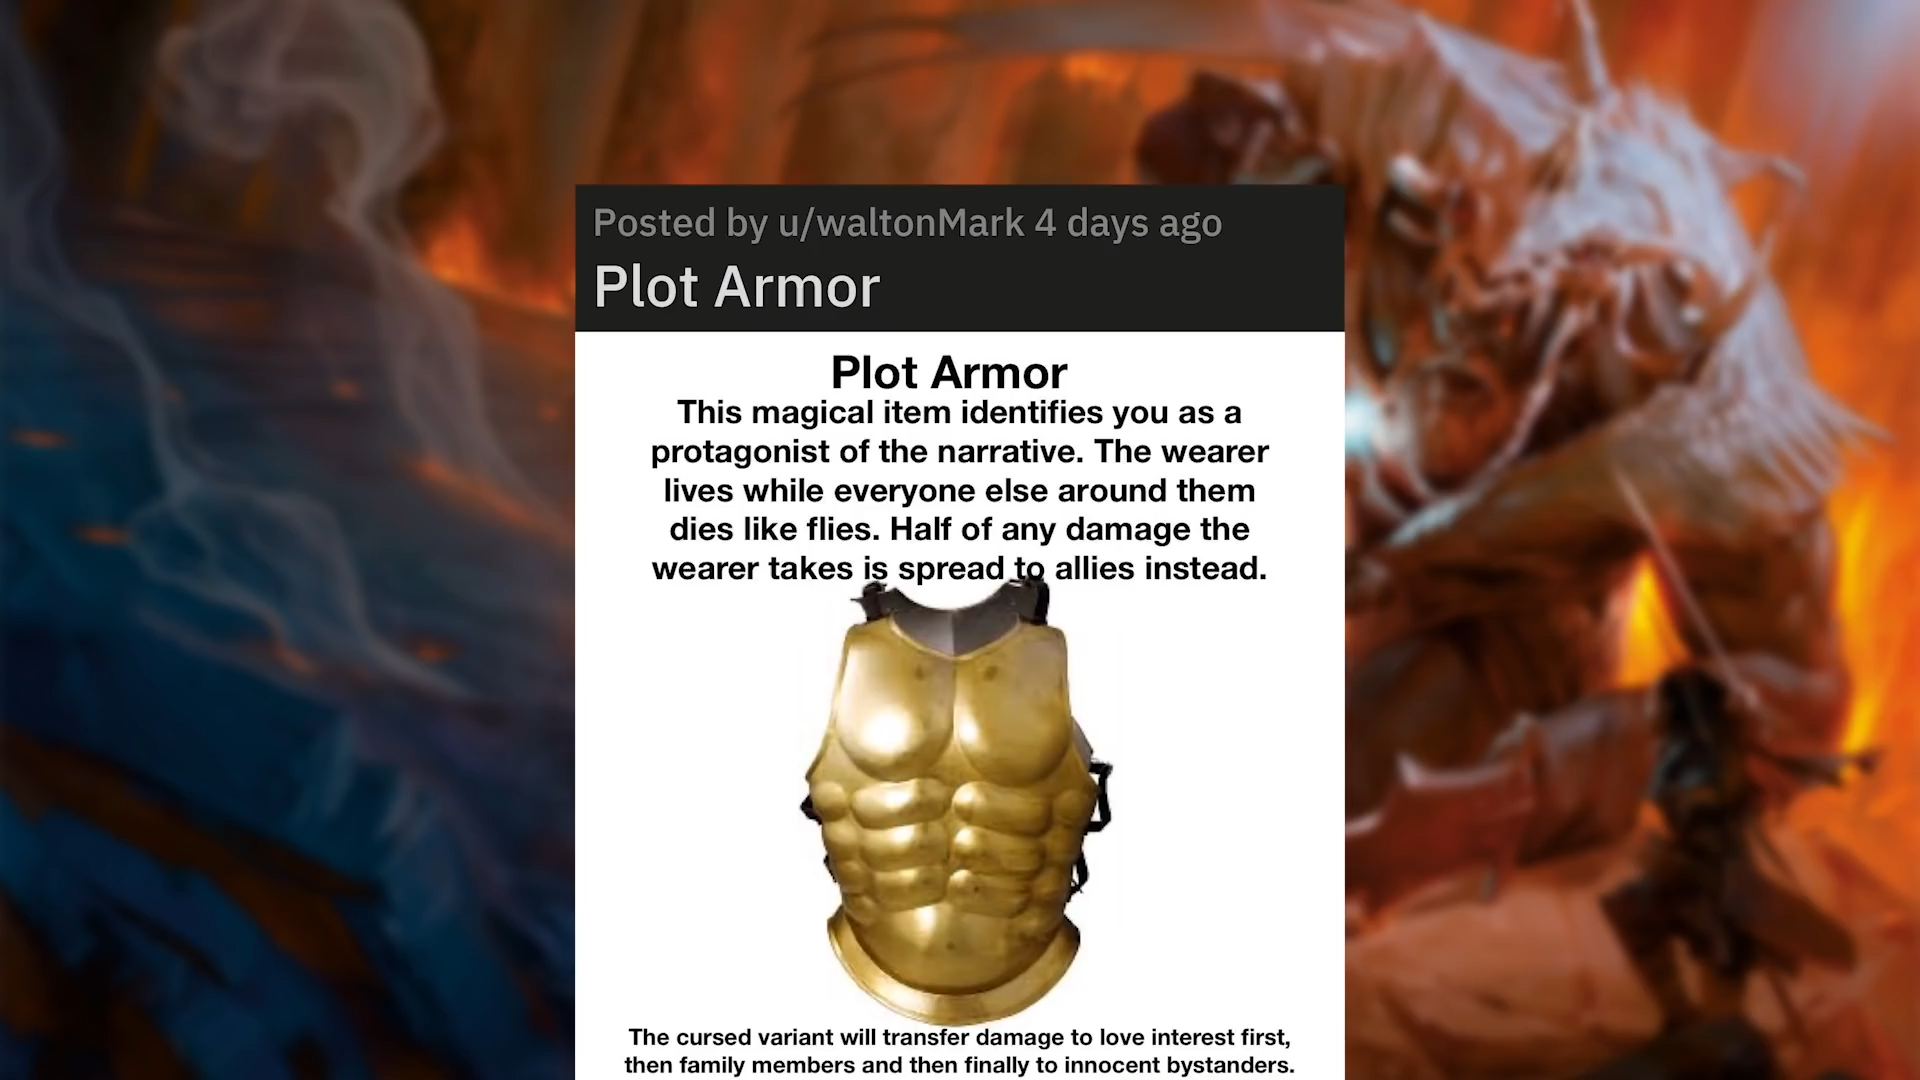 Posted by u/waltonMark 4 days ago
Plot Armor
Plot Armor
This magical item identifies you as a
protagonist of the narrative. The wearer
lives while everyone else around them
dies like flies. Half of any damage the
wearer takes is spread to allies instead.
The cursed variant will transfer damage to love interest first,
then family members and then finally to innocent bystanders.